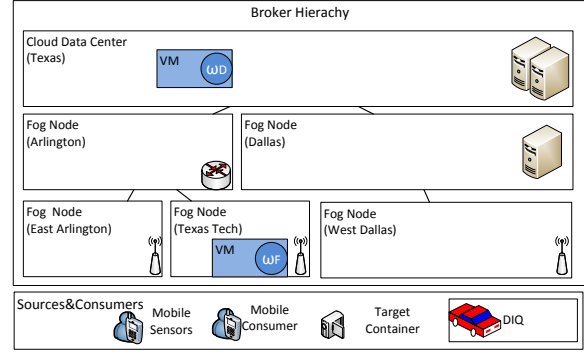 Broker Hierachy
Cloud Data Center
(Texas)
VM
ωD
Fog Node
(Arlington)
Fog Node
(Dallas)
Fog  Node
(East Arlington)
Fog Node
(Texas Tech)
VM
ωF
Fog Node
(West Dallas)
Sources&Consumers
Mobile
Sensors
Mobile
Consumer
Target
Container
DIQ